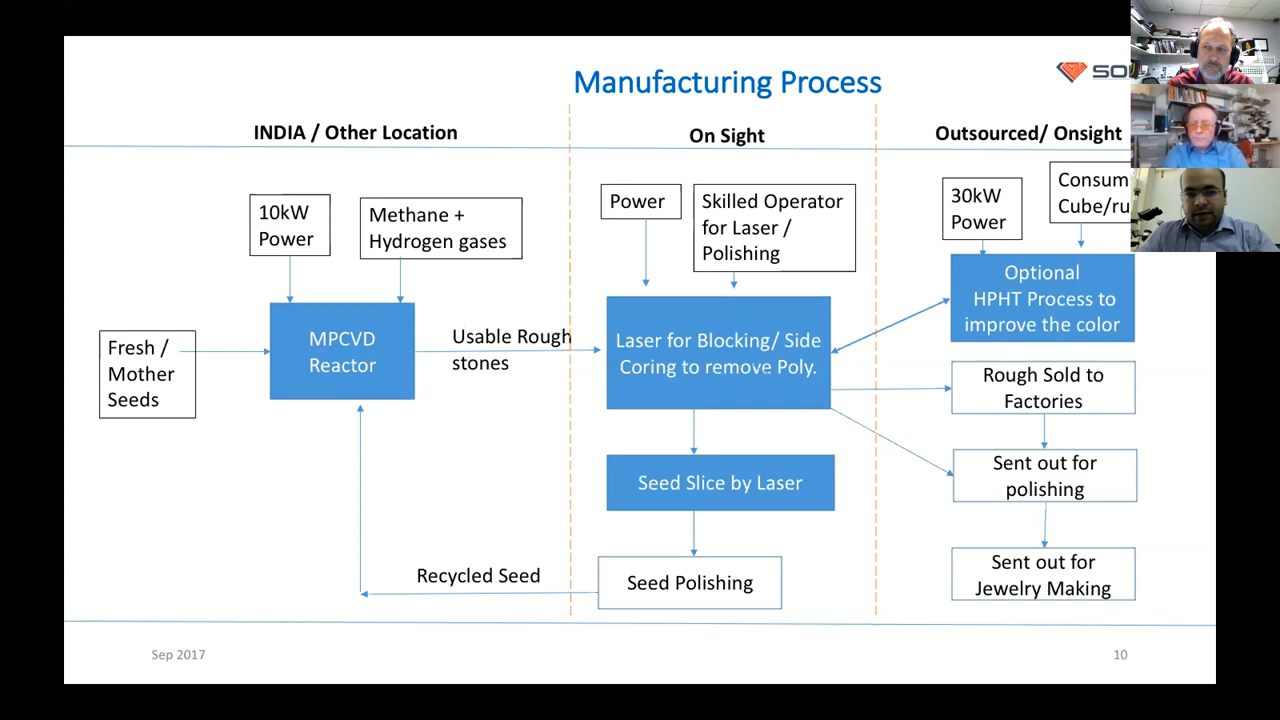 Manufacturing Process
INDIA / Other Location
On Sight
Outsourced/ Onsight
10kW
Power
Methane +
Hydrogen gases
Fresh /
Mother
Seeds
MPCVD
Reactor
Usable Rough
stones
Recycled Seed
Power
Skilled Operator
for Laser /
Polishing
Laser for Blocking/ Side
Coring to remove Poly.
Seed Slice by Laser
Seed Polishing
30kW
Power
Optional
HPHT Process to
improve the color
Rough Sold to
Factories
Sent out for
polishing
Sent out for
Jewelry Making
Sep 2017
10